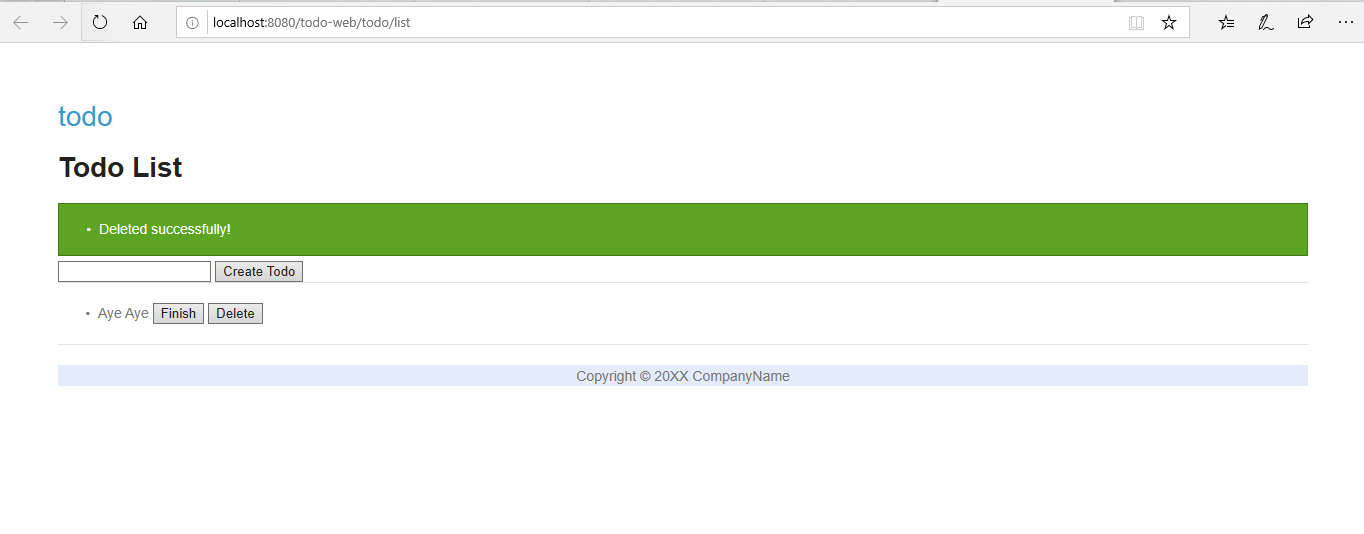 localhost:8080/todo-web/todo/list
todo
Todo List
• Deleted successfully!
Create Todo
• Aye Aye Finish Delete
Copyright © 20XX CompanyName